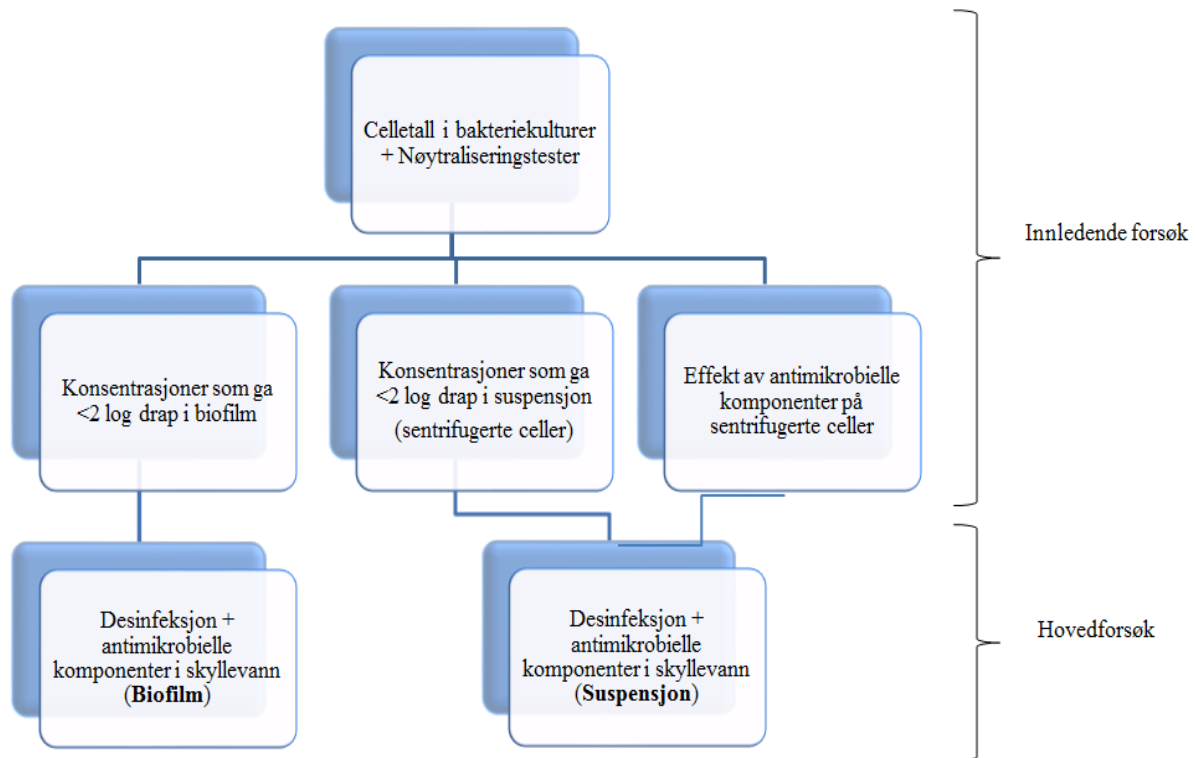 Celletall i bakteriekulturer
+ Nøytraliseringstester
Innledende forsøk
Konsentrasjoner som ga
<2 log drap i biofilm
Konsentrasjoner som ga
<2 log drap i suspensjon
(sentrifugerte celler)
Effekt av antimikrobielle
komponenter på
sentrifugerte celler
Desinfeksjon +
antimikrobielle
komponenter i skyllevann
(Biofilm)
Desinfeksjon +
antimikrobielle
komponenter i skyllevann
(Suspensjon)
Hovedforsøk